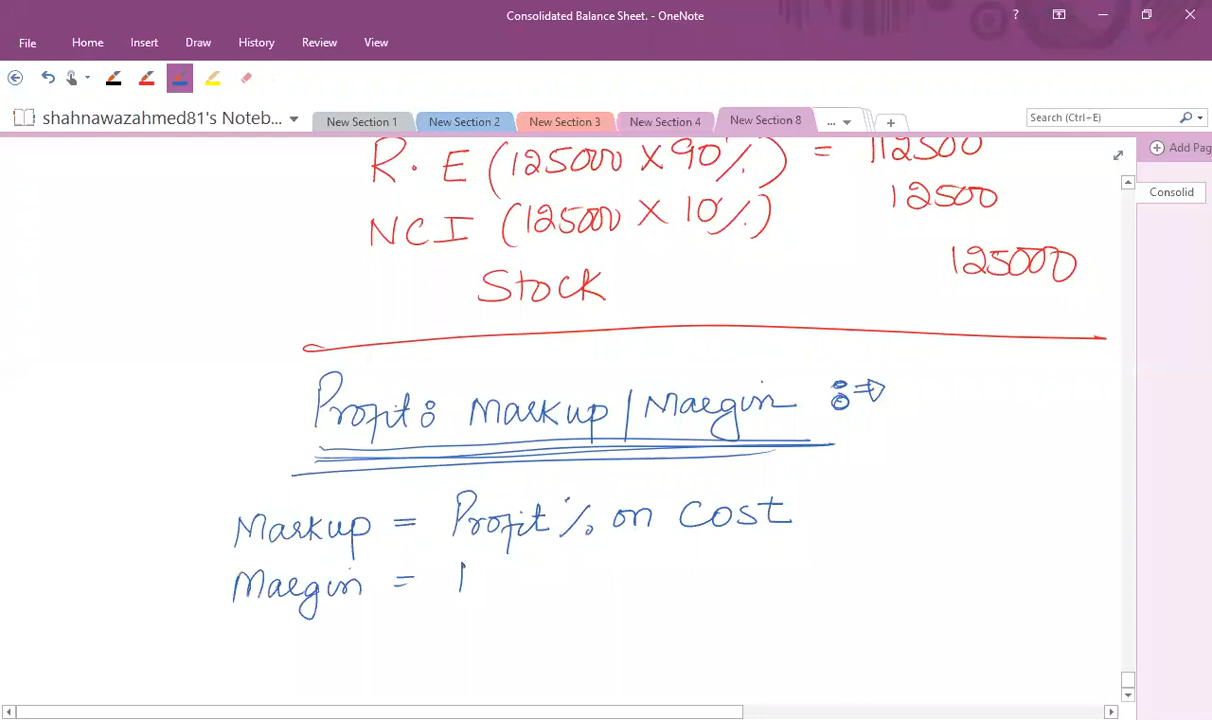 Consolidated Balance Sheet. - OneNote
?
File Home Insert Draw History Review View
shahnawazahmed81's Noteb... New Section 1 New Section 2 New Section 3 New Section 4 New Section 8 ... + Search (Ctrl+E)
Add Pag
Consolid
R.E (125000 X 90%) = 112500
NCI (125000 X 10%) 12500
Stock 125000
Profit: Markup / Margin :⇒
Markup = Profit % on Cost
Margin =